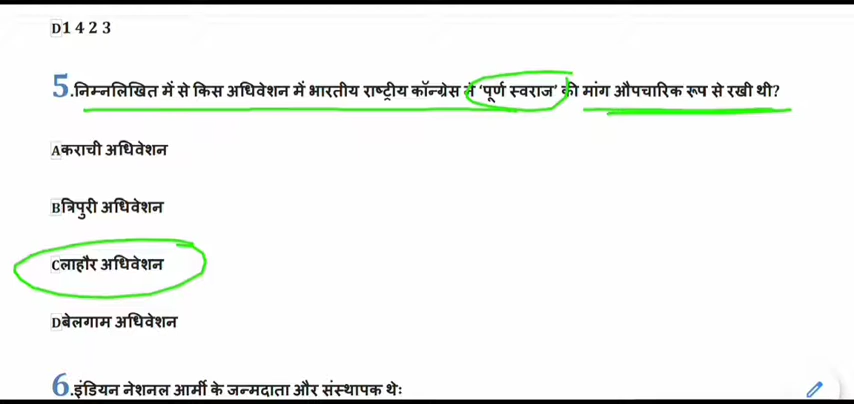 D1 4 2 3
5.निम्नलिखित में से किस अधिवेशन में भारतीय राष्ट्रीय कॉन्ग्रेस ने ‘पूर्ण स्वराज’ की मांग औपचारिक रूप से रखी थी?
Aकराची अधिवेशन
Bत्रिपुरी अधिवेशन
Cलाहौर अधिवेशन
Dबेलगाम अधिवेशन
6.इंडियन नेशनल आर्मी के जन्मदाता और संस्थापक थेः